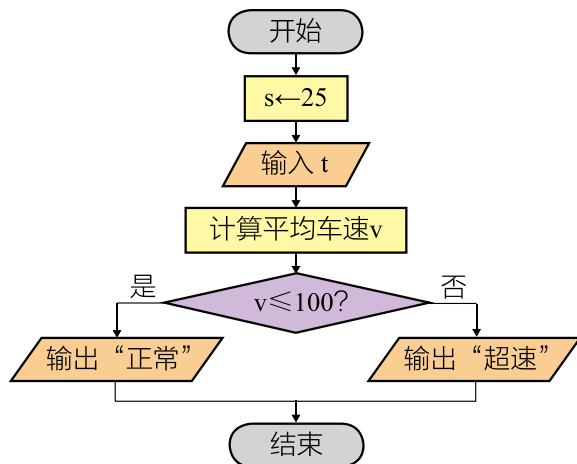 开始
s←25
输入 t
计算平均车速v
v≤100?
是
否
输出“正常”
输出“超速”
结束